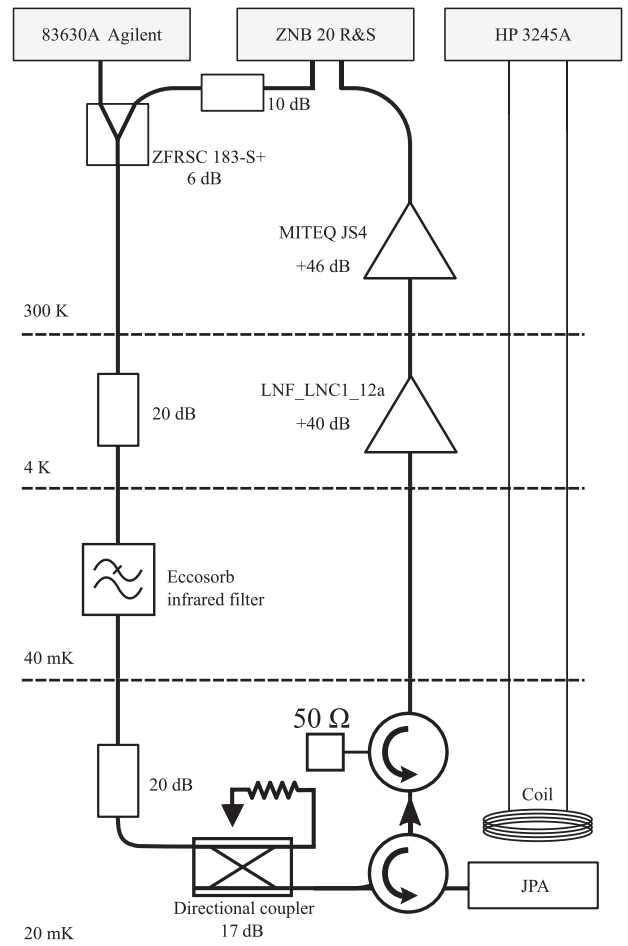 83630A Agilent
ZNB 20 R&S
HP 3245A
10 dB
ZFRSC 183-S+
6 dB
MITEQ JS4
+46 dB
300 K
LNF_LNC1_12a
+40 dB
20 dB
4 K
Eccosorb
infrared filter
40 mK
50 Ω
20 dB
Coil
JPA
Directional coupler
17 dB
20 mK